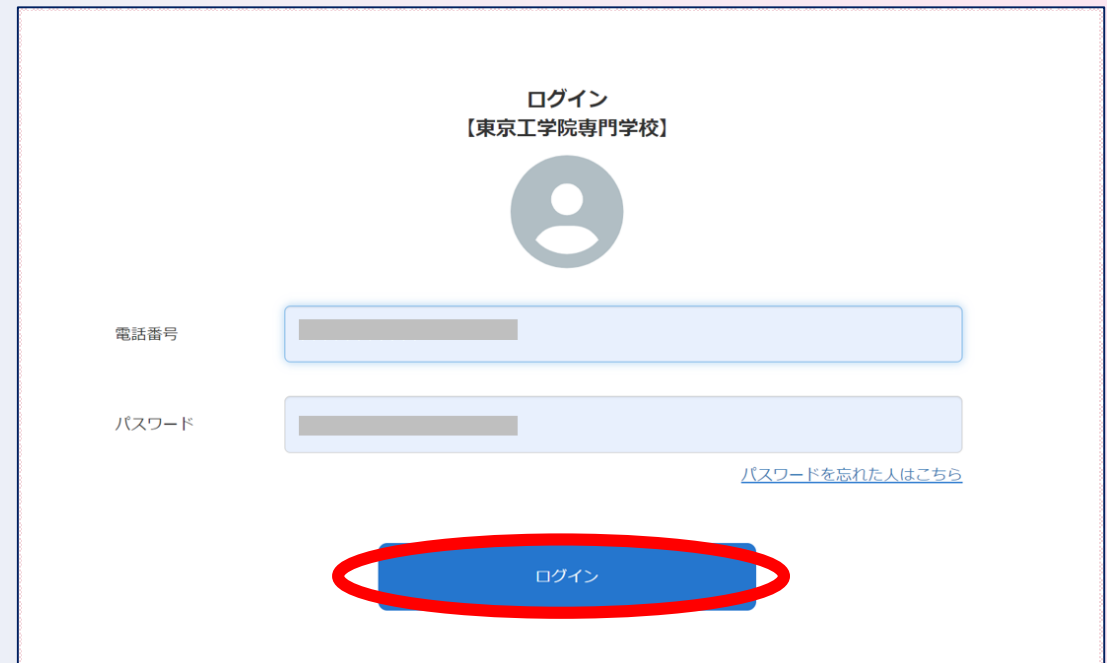 ログイン
【東京工学院専門学校】
電話番号
パスワード
パスワードを忘れた人はこちら
ログイン